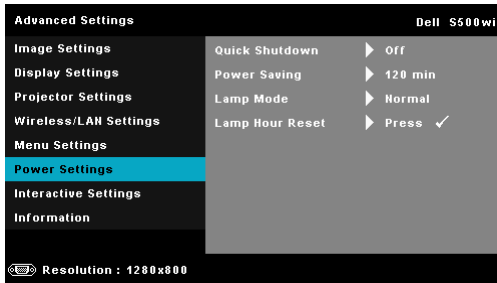 Advanced Settings Dell S500wi
Image Settings Quick Shutdown Off
Display Settings Power Saving 120 min
Projector Settings Lamp Mode Normal
Wireless/LAN Settings Lamp Hour Reset Press ✓
Menu Settings
Power Settings
Interactive Settings
Information
Resolution : 1280x800